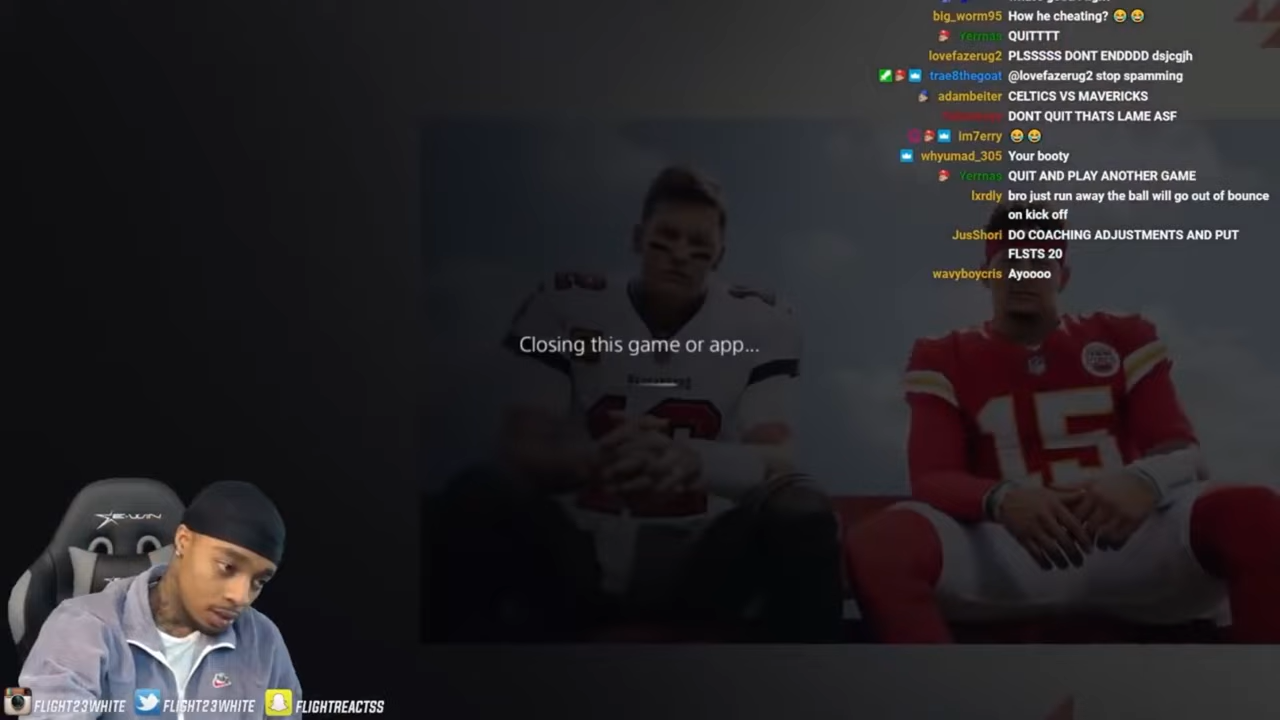 big_worm95 How he cheating? 😂 😂
Yerrnas QUITTTT
lovefazerug2 PLSSSSS DONT ENDDDD dsjcgjh
trae8thegoat @lovefazerug2 stop spamming
adambeiter CELTICS VS MAVERICKS
DONT QUIT THATS LAME ASF
Im7erry 😂 😂
whyumad_305 Your booty
Yerrnas QUIT AND PLAY ANOTHER GAME
lxrdly bro just run away the ball will go out of bounce
on kick off
JusShori DO COACHING ADJUSTMENTS AND PUT
FLSTS 20
wavyboycris Ayoooo
Closing this game or app...
15
E-WIN
FLIGHT23WHITE FLIGHT23WHITE FLIGHTREACTSS